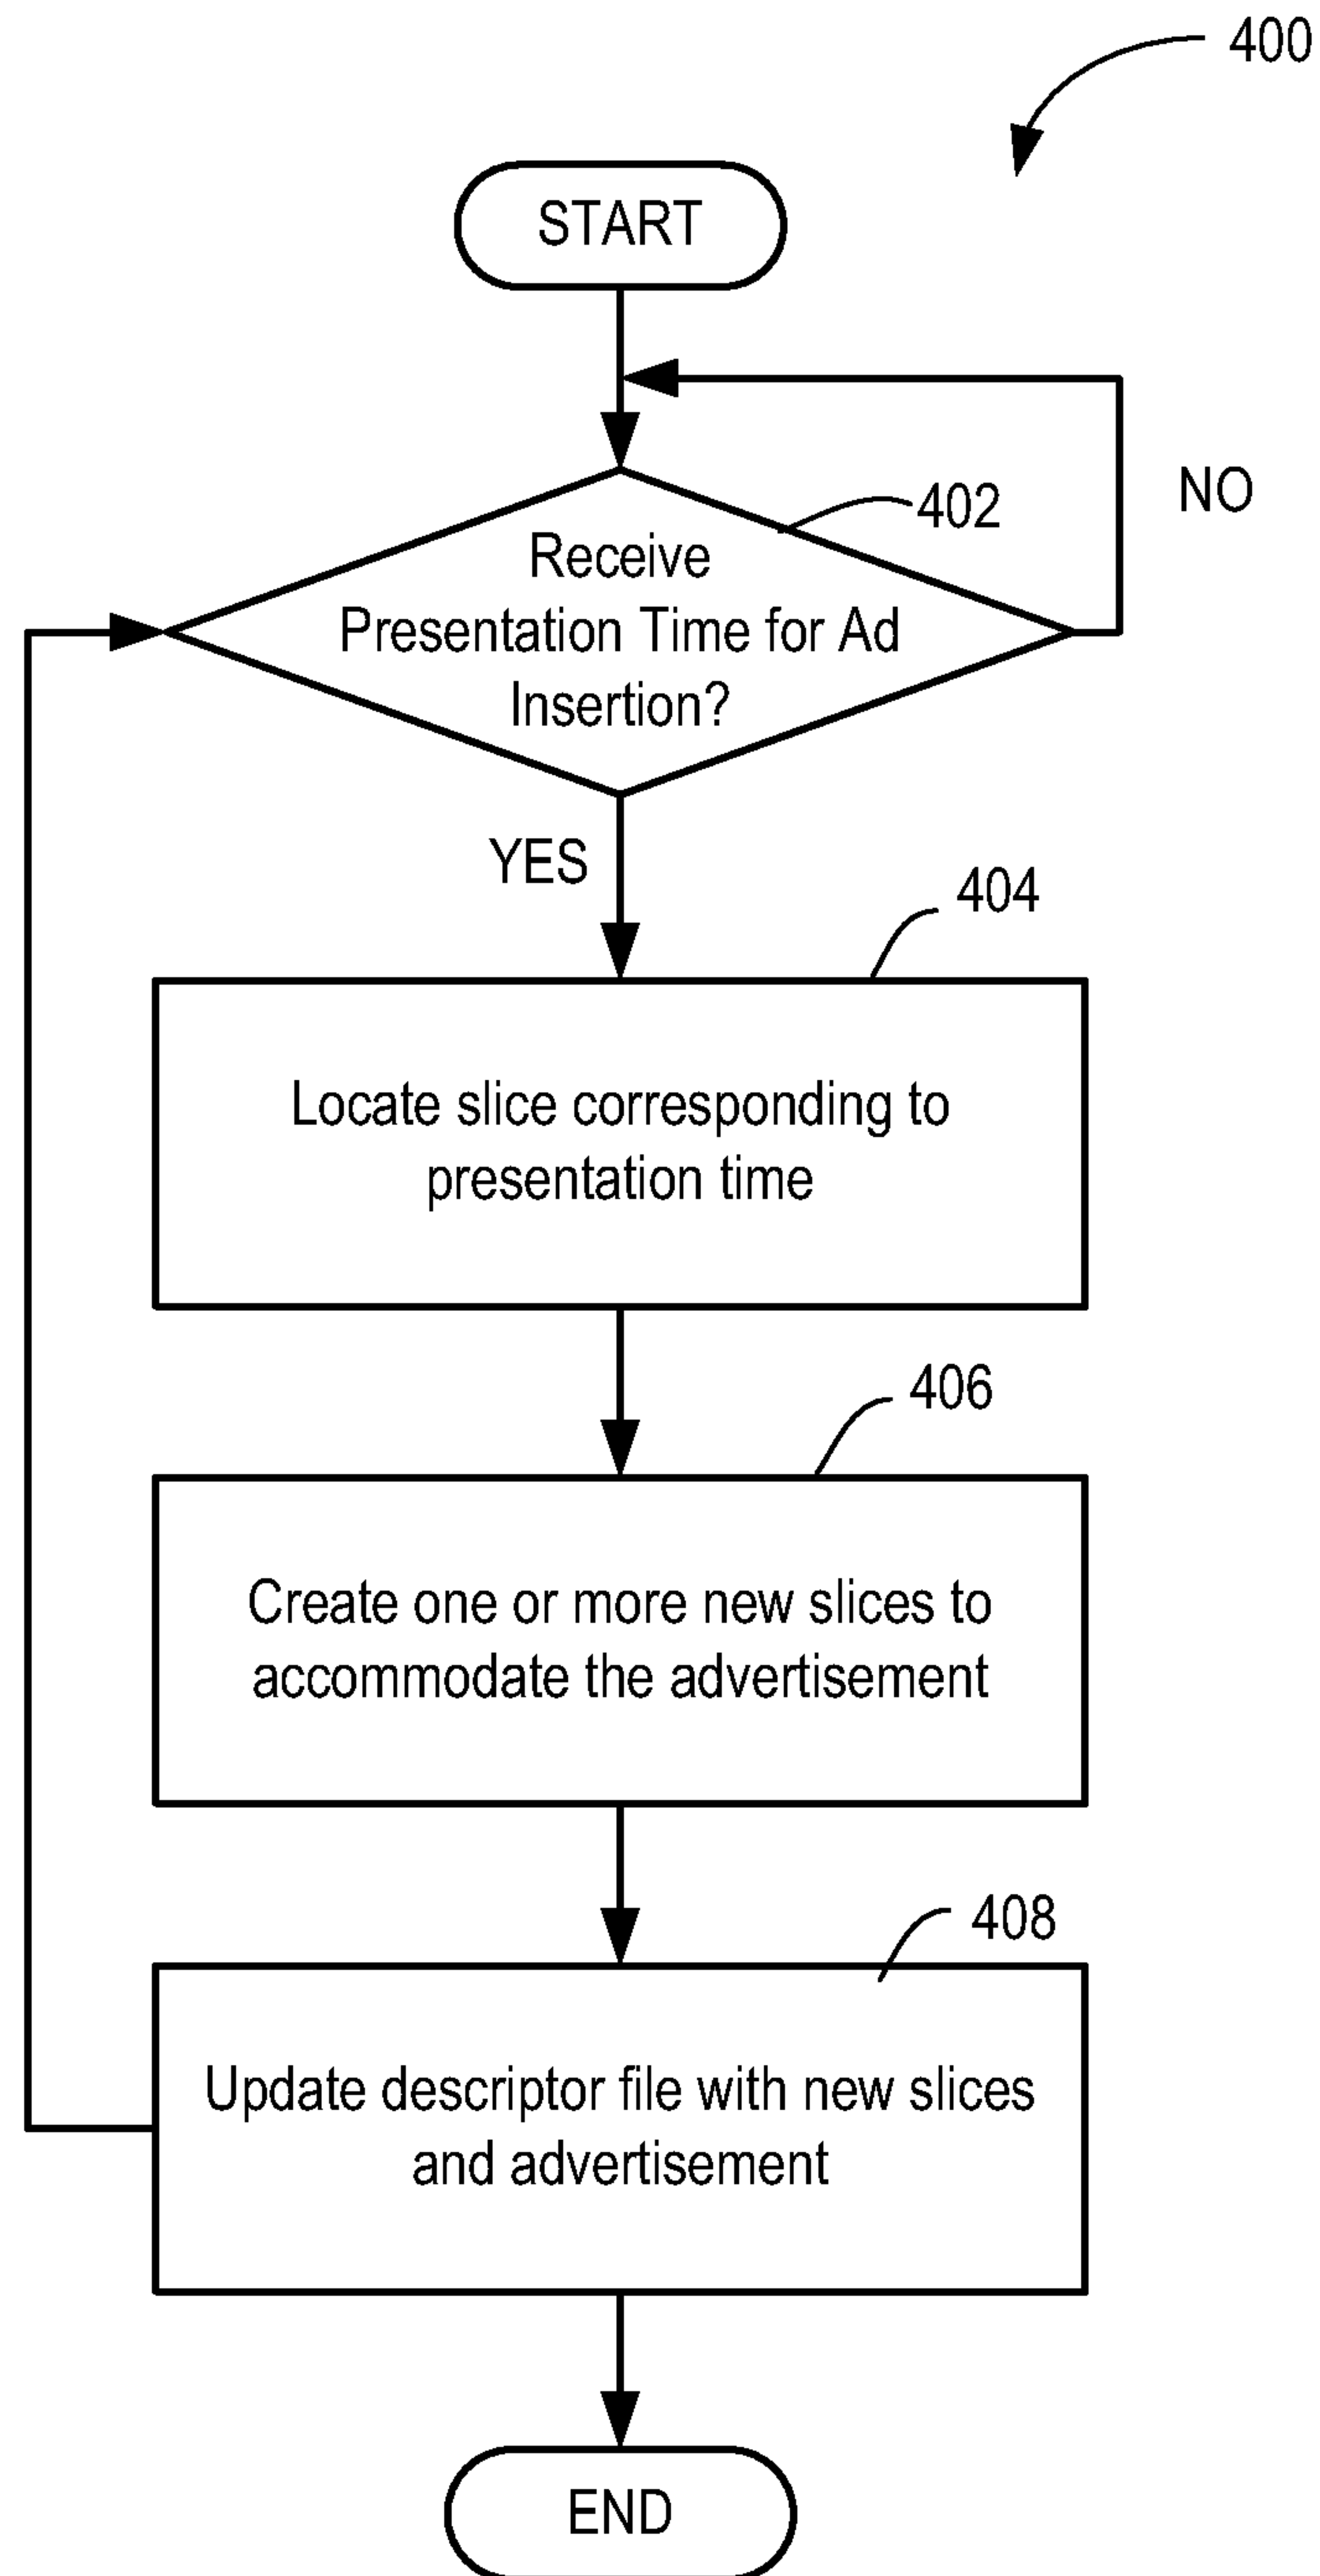 400
START
NO
402
Receive
Presentation Time for Ad
Insertion?
YES
404
Locate slice corresponding to
presentation time
406
Create one or more new slices to
accommodate the advertisement
408
Update descriptor file with new slices
and advertisement
END